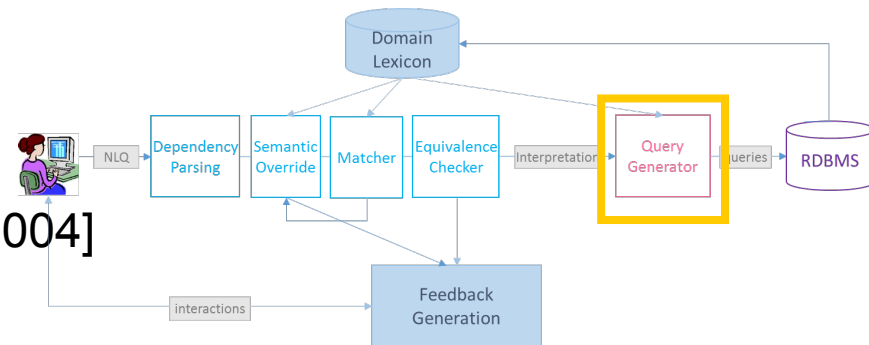 Domain
Lexicon
NLQ
Dependency
Parsing
Semantic
Override
Matcher
Equivalence
Checker
Interpretation
Query
Generator
queries
RDBMS
004]
interactions
Feedback
Generation